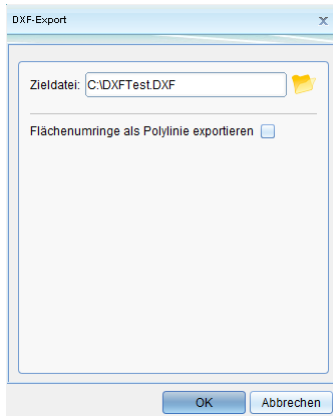 DXF-Export x
Zieldatei: C:\DXFTest.DXF
Flächenumringe als Polylinie exportieren
OK Abbrechen